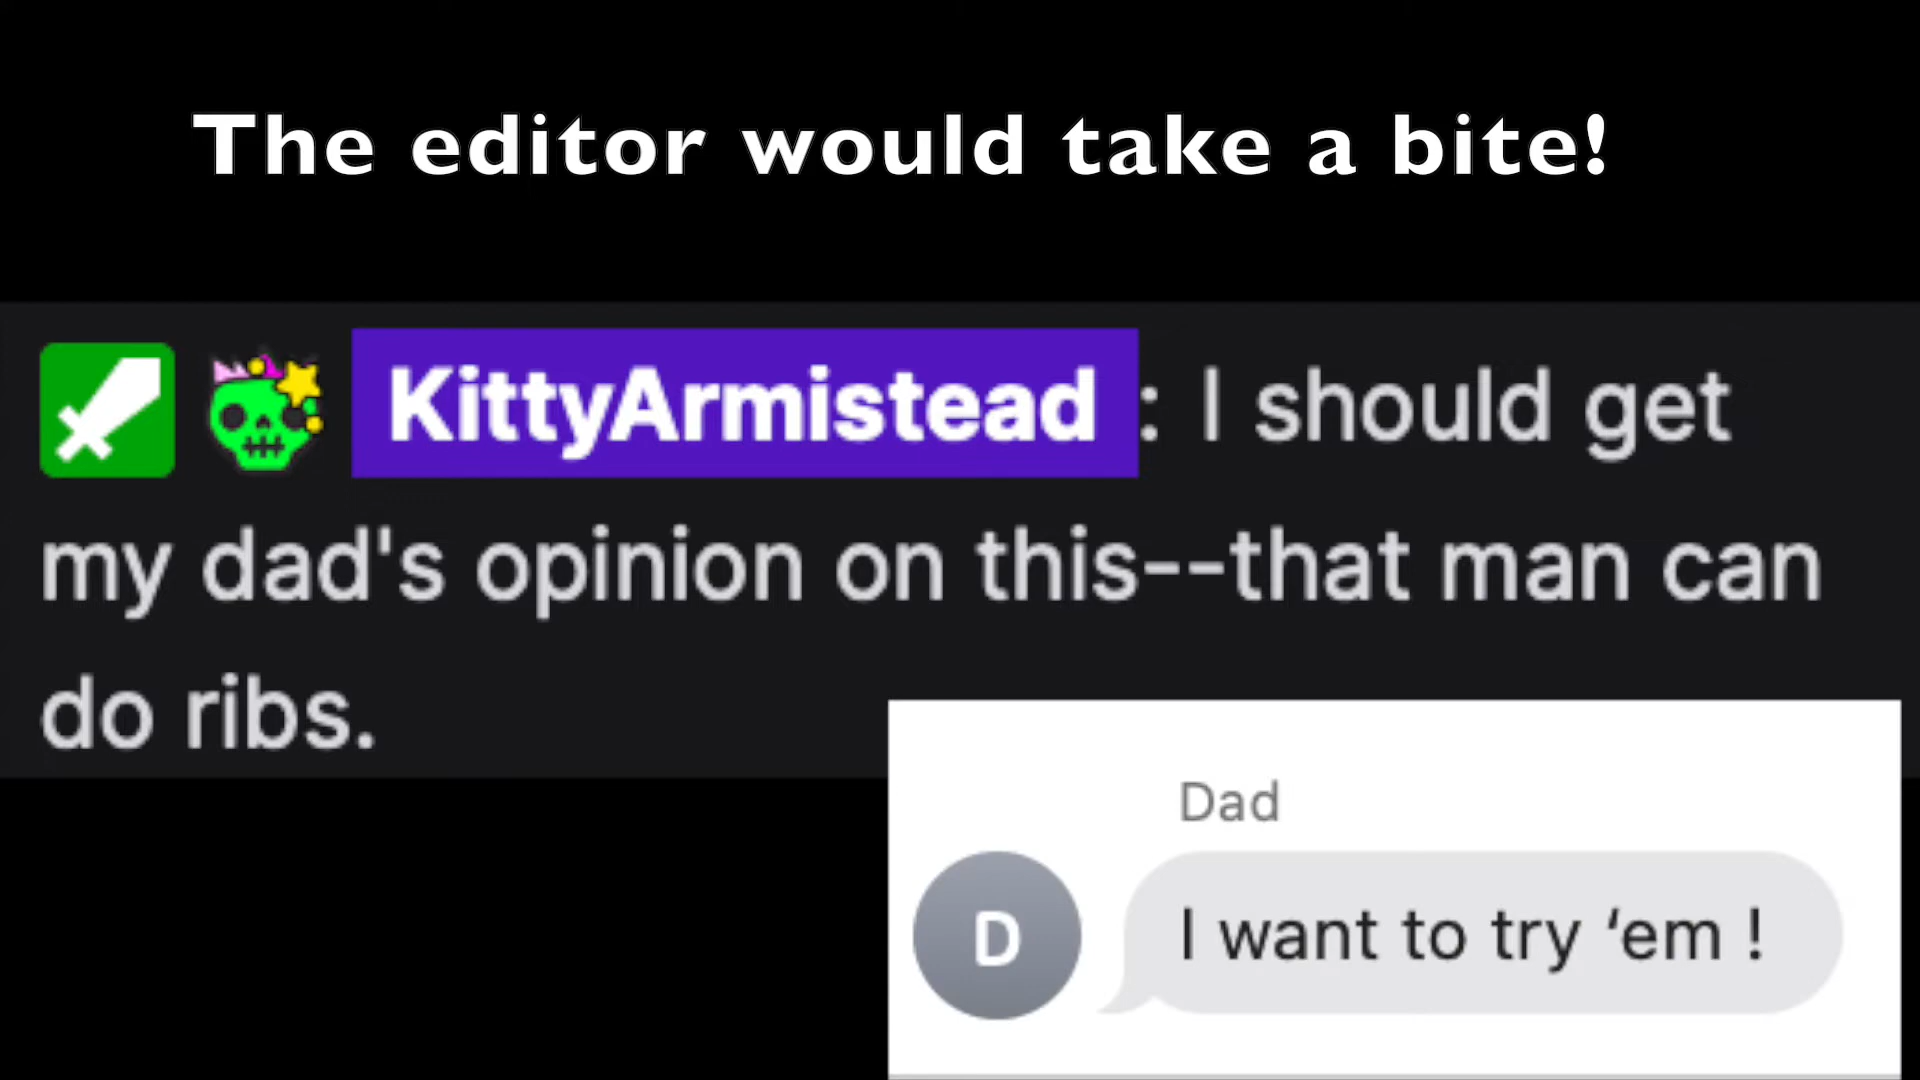 The editor would take a bite!
KittyArmistead: I should get
my dad's opinion on this--that man can
do ribs.
Dad
D
I want to try ‘em !